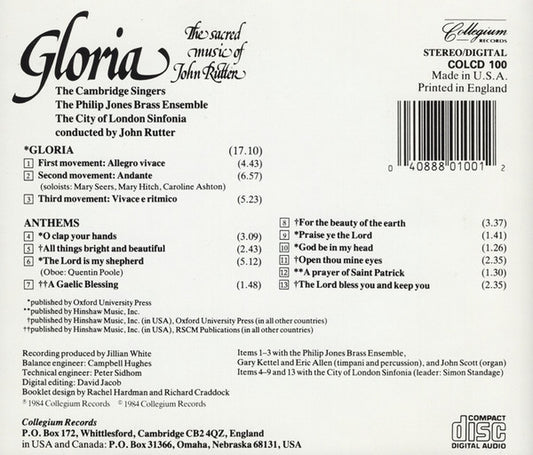 Gloria
The sacred
music of
John Rutter
Collegium
RECORDS
STEREO/DIGITAL
COLCD 100
Made in U.S.A.
Printed in England
0 40888 01001 2
The Cambridge Singers
The Philip Jones Brass Ensemble
The City of London Sinfonia
conducted by John Rutter
*GLORIA (17.10)
1 First movement: Allegro vivace (4.43)
2 Second movement: Andante (6.57)
(soloists: Mary Seers, Mary Hitch, Caroline Ashton)
3 Third movement: Vivace e ritmico (5.23)
ANTHEMS
4 *O clap your hands (3.09)
5 †All things bright and beautiful (2.43)
6 *The Lord is my shepherd (5.12)
(Oboe: Quentin Poole)
7 ††A Gaelic Blessing (1.48)
8 †For the beauty of the earth (3.37)
9 *Praise ye the Lord (1.41)
10 *God be in my head (1.26)
11 †Open thou mine eyes (2.35)
12 **A prayer of Saint Patrick (1.30)
13 †The Lord bless you and keep you (2.35)
*published by Oxford University Press
**published by Hinshaw Music, Inc.
†published by Hinshaw Music, Inc. (in USA), Oxford University Press (in all other countries)
††published by Hinshaw Music, Inc. (in USA), RSCM Publications (in all other countries)
Recording produced by Jillian White
Balance engineer: Campbell Hughes
Technical engineer: Peter Sidhom
Digital editing: David Jacob
Booklet design by Rachel Hardman and Richard Craddock
℗ 1984 Collegium Records © 1984 Collegium Records
Items 1–3 with the Philip Jones Brass Ensemble,
Gary Kettel and Eric Allen (timpani and percussion), and John Scott (organ)
Items 4–9 and 13 with the City of London Sinfonia (leader: Simon Standage)
Collegium Records
P.O. Box 172, Whittlesford, Cambridge CB2 4QZ, England
in USA and Canada: P.O. Box 31366, Omaha, Nebraska 68131, USA
COMPACT
disc
DIGITAL AUDIO